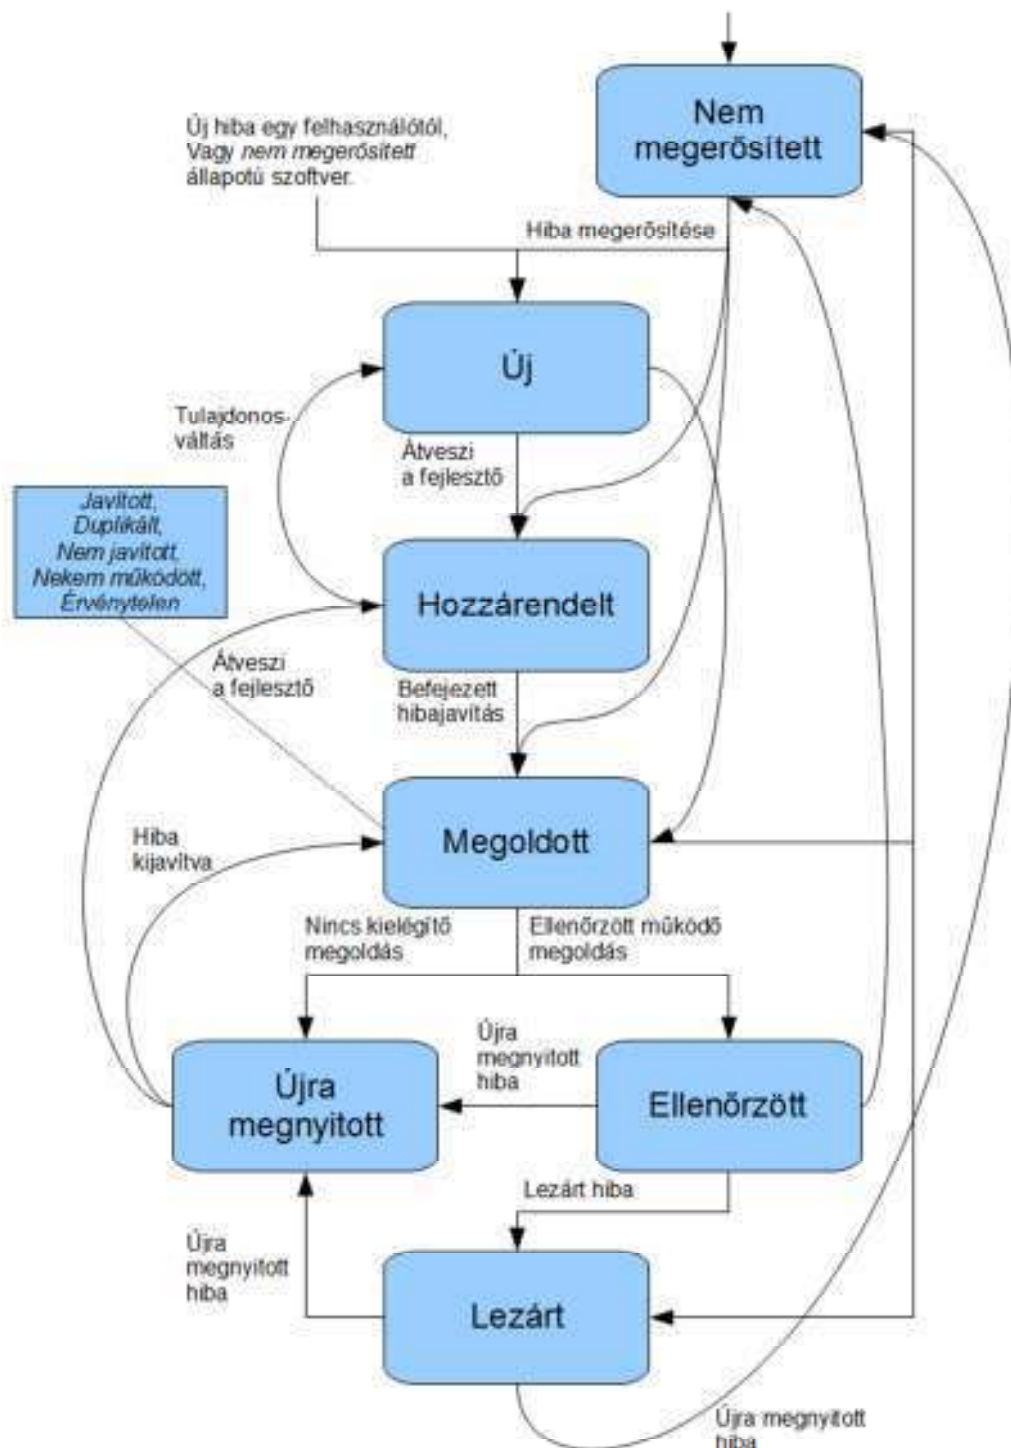 Nem
megerősített
Új hiba egy felhasználótól,
Vagy nem megerősített
állapotú szoftver.
Hiba megerősítése
Új
Tulajdonos-
váltás
Átveszi
a fejlesztő
Javított,
Duplikált,
Nem javított,
Nekem működött,
Érvénytelen
Hozzárendelt
Átveszi
a fejlesztő
Befejezett
hibajavítás
Megoldott
Hiba
kijavítva
Nincs kielégítő
megoldás
Ellenőrzött működő
megoldás
Újra
megnyitott
hiba
Újra
megnyitott
Ellenőrzött
Lezárt hiba
Újra
megnyitott
hiba
Lezárt
Újra megnyitott
hiba